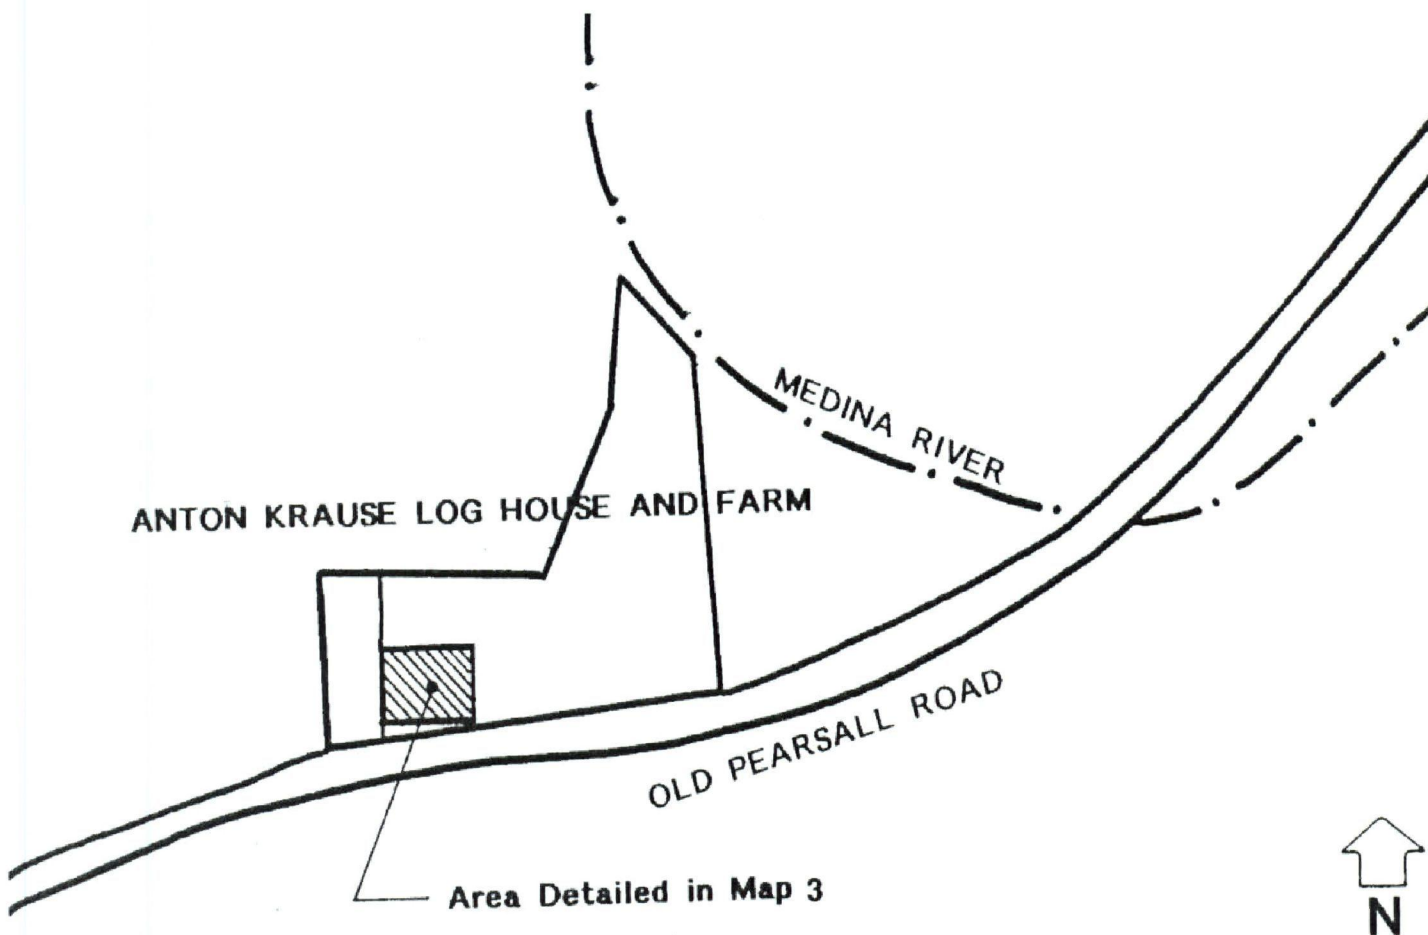 MEDINA RIVER
ANTON KRAUSE LOG HOUSE AND FARM
OLD PEARSALL ROAD
Area Detailed in Map 3
N